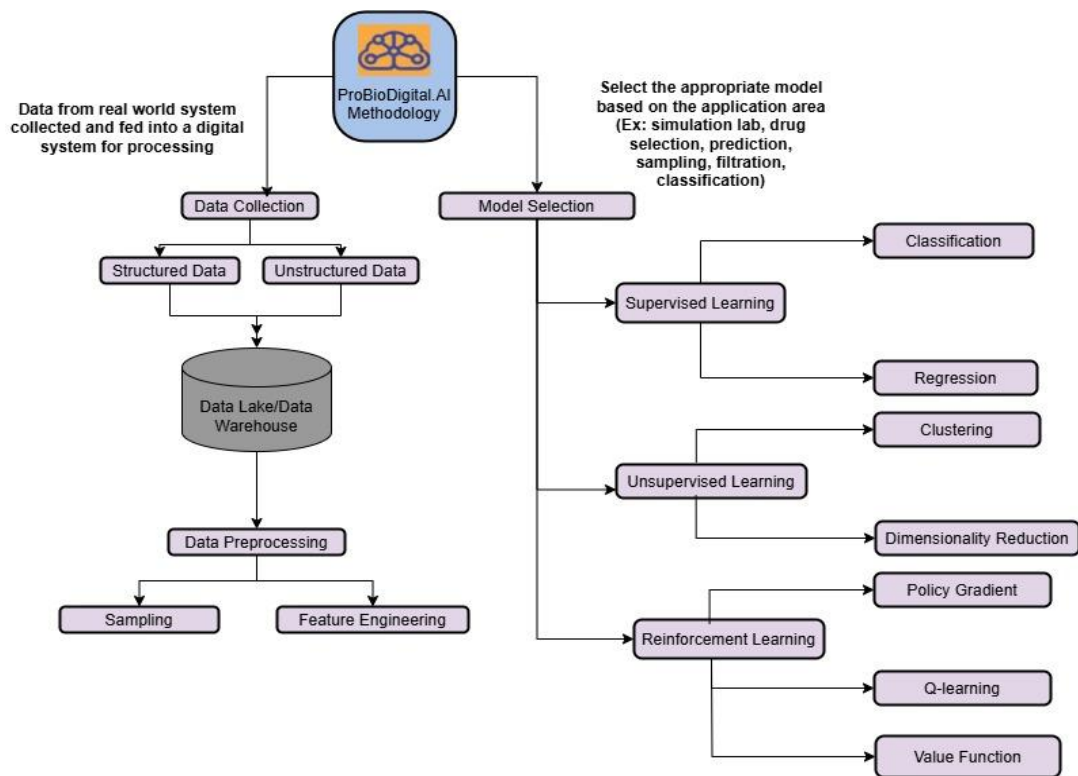 ProBioDigital.AI
Methodology
Data from real world system
collected and fed into a digital
system for processing
Select the appropriate model
based on the application area
(Ex: simulation lab, drug
selection, prediction,
sampling, filtration,
classification)
Data Collection
Structured Data
Unstructured Data
Data Lake/Data
Warehouse
Data Preprocessing
Sampling
Feature Engineering
Model Selection
Supervised Learning
Classification
Regression
Unsupervised Learning
Clustering
Dimensionality Reduction
Reinforcement Learning
Policy Gradient
Q-learning
Value Function